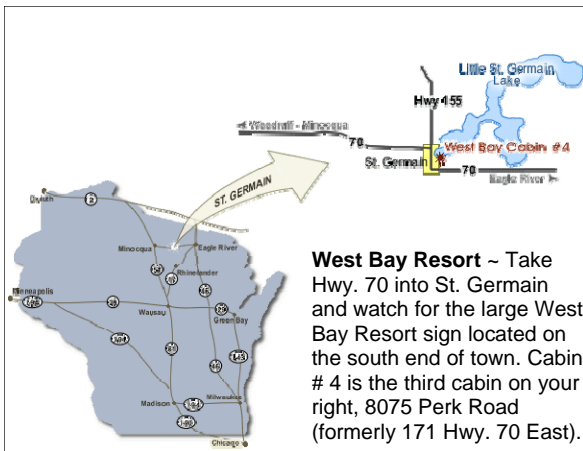 Little St. Germain
Lake
Hwy 155
Woodruff - Minocqua
70
West Bay Cabin #4
St. Germain
70
Eagle River
ST. GERMAIN
Duluth
2
Minocqua
Eagle River
Rhinelander
Minneapolis
Wausau
29
Green Bay
Madison
Milwaukee
Chicago
West Bay Resort ~ Take
Hwy. 70 into St. Germain
and watch for the large West
Bay Resort sign located on
the south end of town. Cabin
# 4 is the third cabin on your
right, 8075 Perk Road
(formerly 171 Hwy. 70 East).